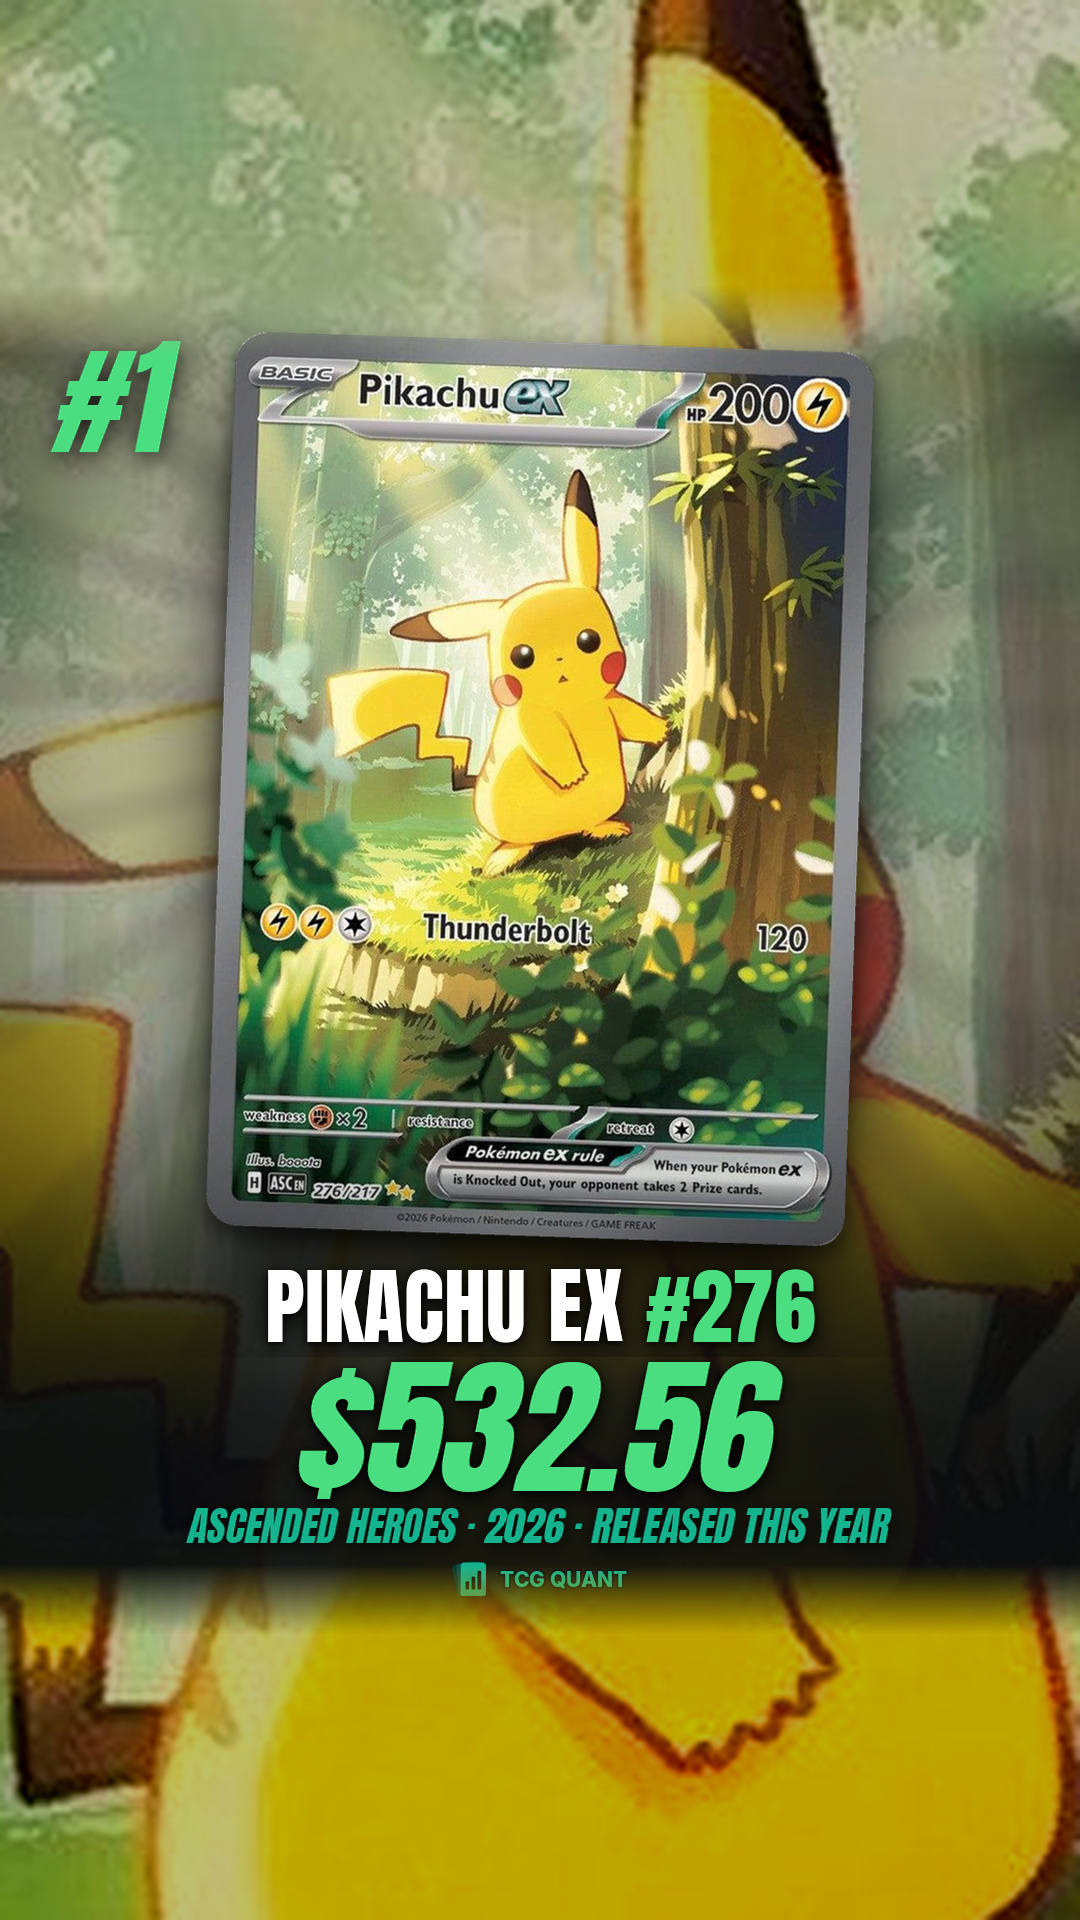 #1
BASIC
Pikachu ex
HP 200
Thunderbolt
120
weakness
×2
resistance
retreat
Pokémon ex rule
When your Pokémon ex
is Knocked Out, your opponent takes 2 Prize cards.
Illus. booota
H
ASC EN
276/217
©2026 Pokémon / Nintendo / Creatures / GAME FREAK
PIKACHU EX #276
$532.56
ASCENDED HEROES · 2026 · RELEASED THIS YEAR
TCG QUANT